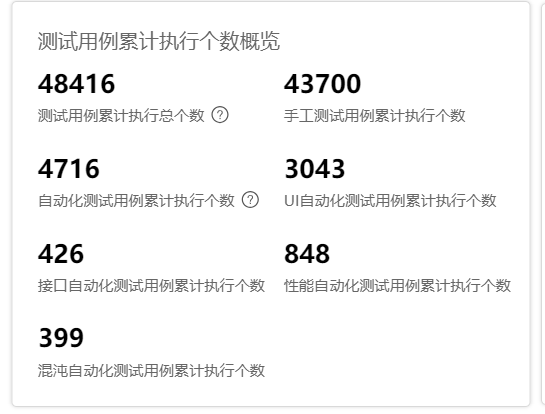 测试用例累计执行个数概览
48416 43700
测试用例累计执行总个数 ? 手工测试用例累计执行个数
4716 3043
自动化测试用例累计执行个数 ? UI自动化测试用例累计执行个数
426 848
接口自动化测试用例累计执行个数 性能自动化测试用例累计执行个数
399
混沌自动化测试用例累计执行个数